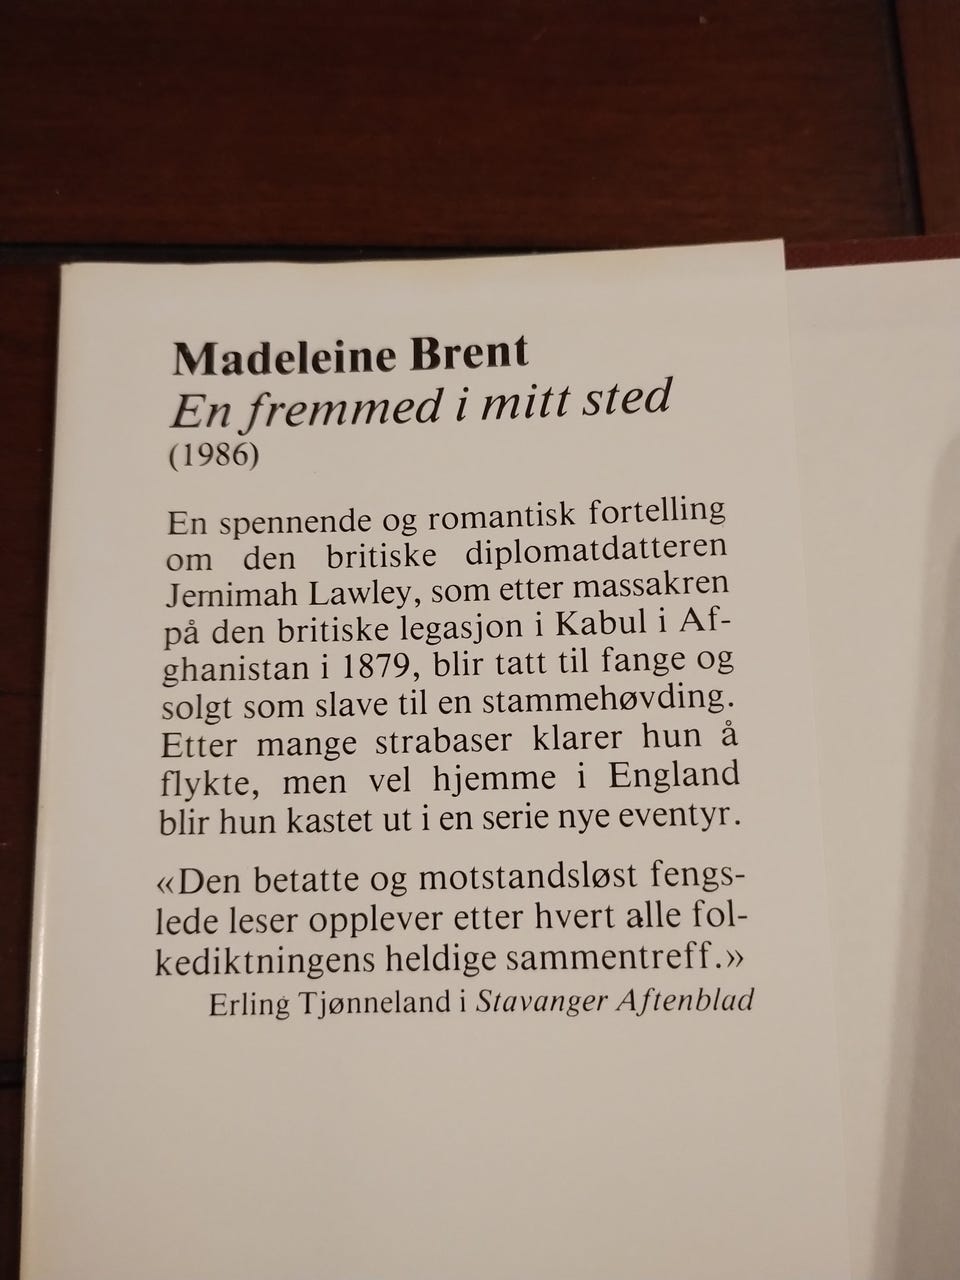 Madeleine Brent
En fremmed i mitt sted
(1986)
En spennende og romantisk fortelling
om den britiske diplomatdatteren
Jemimah Lawley, som etter massakren
på den britiske legasjon i Kabul i Af-
ghanistan i 1879, blir tatt til fange og
solgt som slave til en stammehøvding.
Etter mange strabaser klarer hun å
flykte, men vel hjemme i England
blir hun kastet ut i en serie nye eventyr.
«Den betatte og motstandsløst fengs-
lede leser opplever etter hvert alle fol-
kediktningens heldige sammentreff.»
Erling Tjønneland i Stavanger Aftenblad